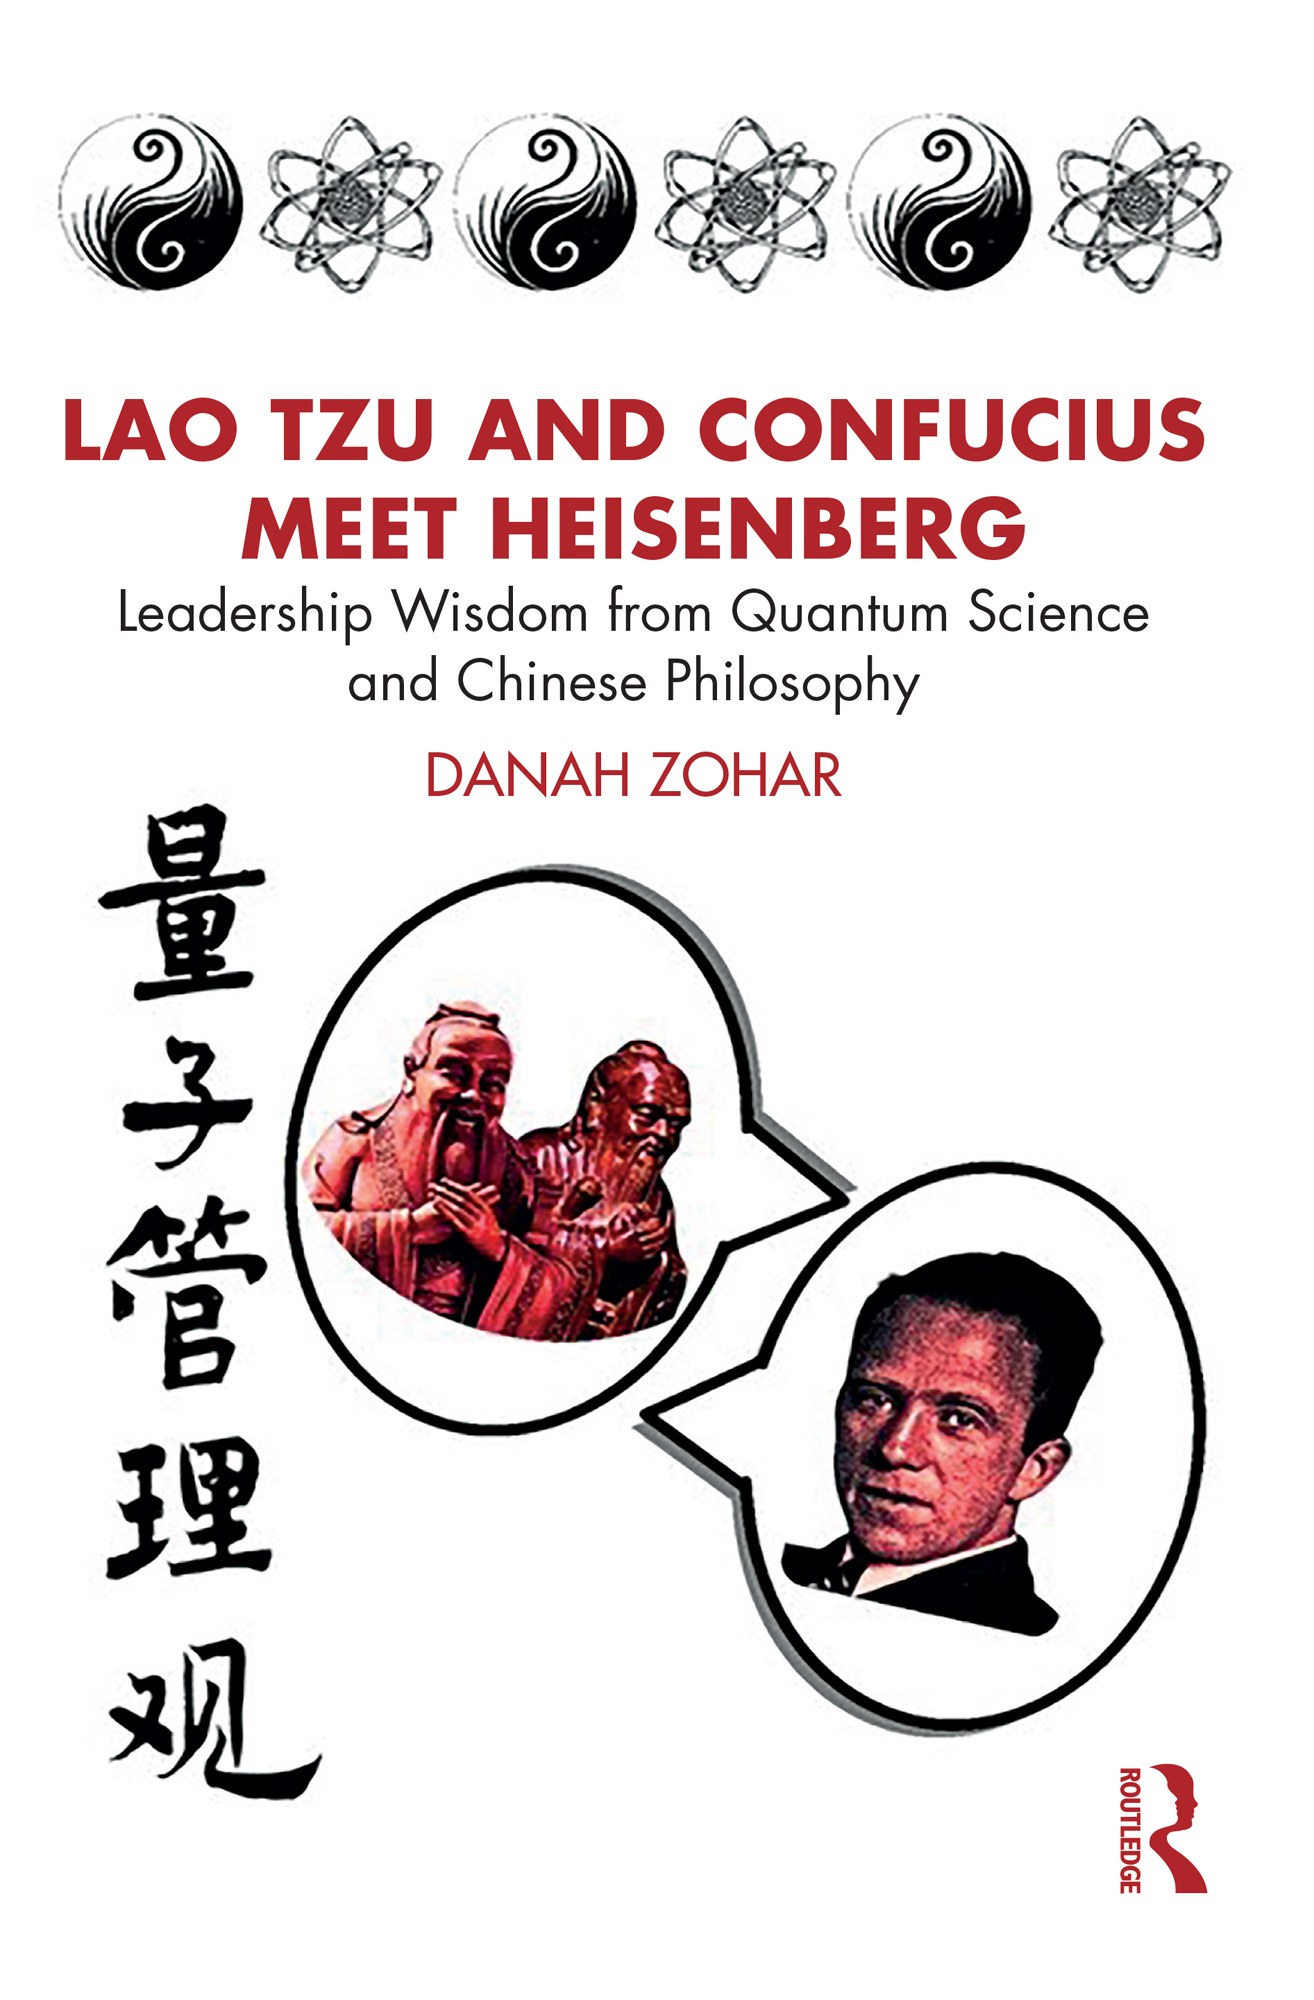 LAO TZU AND CONFUCIUS
MEET HEISENBERG
Leadership Wisdom from Quantum Science
and Chinese Philosophy
DANAH ZOHAR
量子管理观
ROUTLEDGE